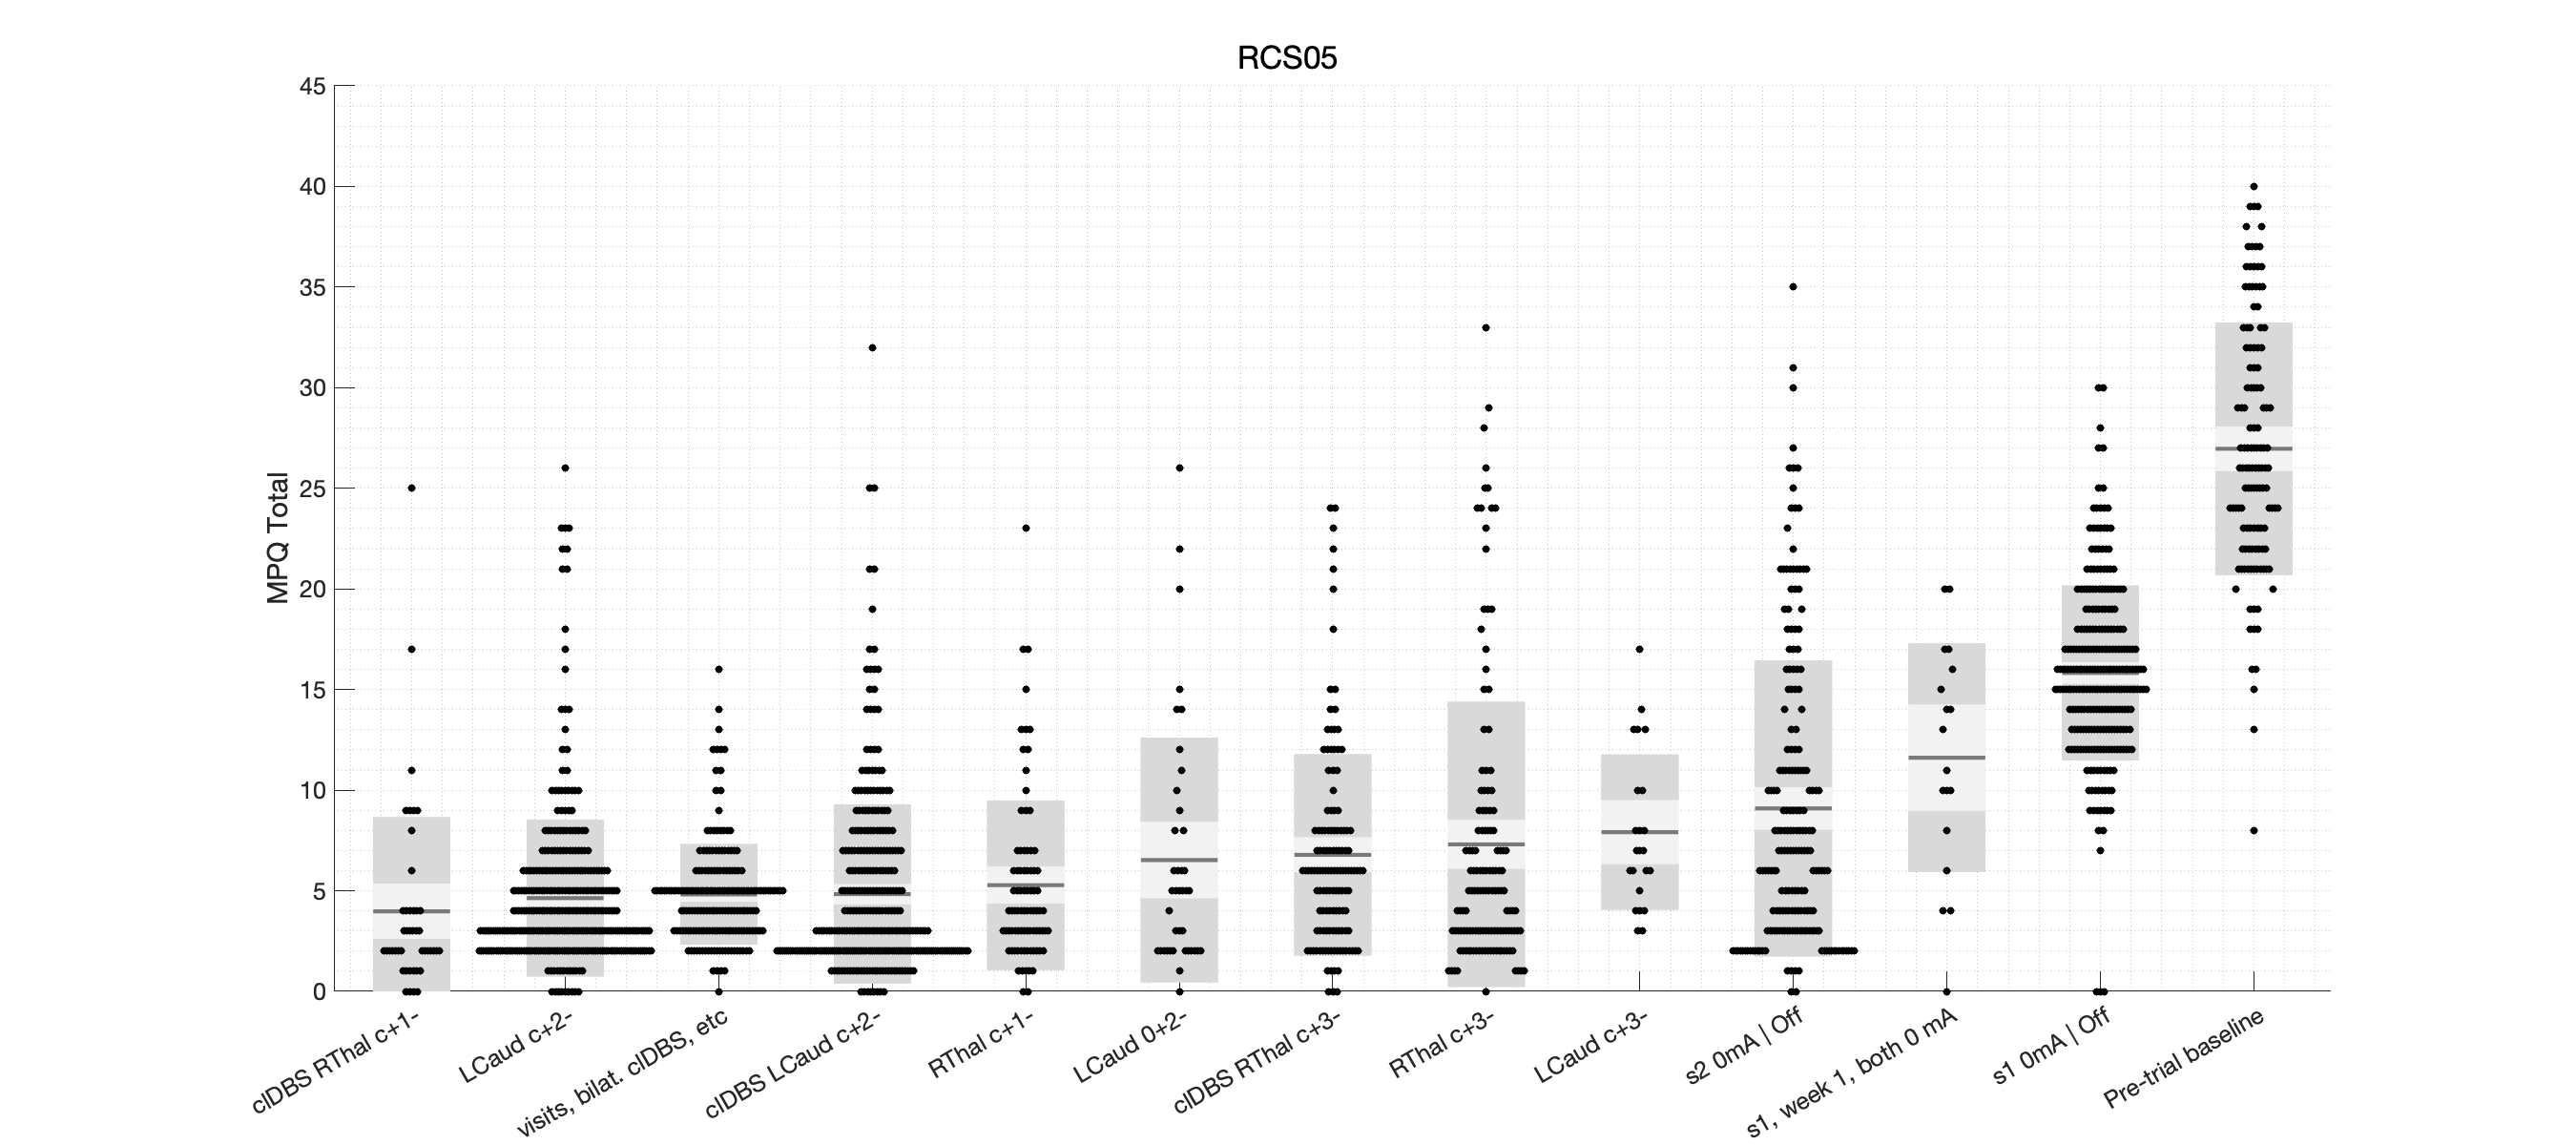 RCS05
45
40
35
30
25
20
15
10
5
0
MPQ Total
clDBS RThal c+1-
LCaud c+2-
visits, bilat. clDBS, etc
clDBS LCaud c+2-
RThal c+1-
LCaud 0+2-
clDBS RThal c+3-
RThal c+3-
LCaud c+3-
s2 0mA | Off
s1, week 1, both 0 mA
s1 0mA | Off
Pre-trial baseline